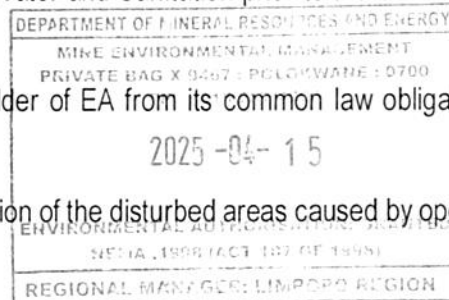 DEPARTMENT OF MINERAL RESOURCES AND ENERGY
MINE ENVIRONMENTAL MANAGEMENT
PRIVATE BAG X 9467 : POLOKWANE : 0700
der of EA from its common law obliga
2025 -04- 15
ion of the disturbed areas caused by op
ENVIRONMENTAL
NEMA, 1998 (ACT 107 OF 1998)
REGIONAL MANAGER: LIMPOPO REGION